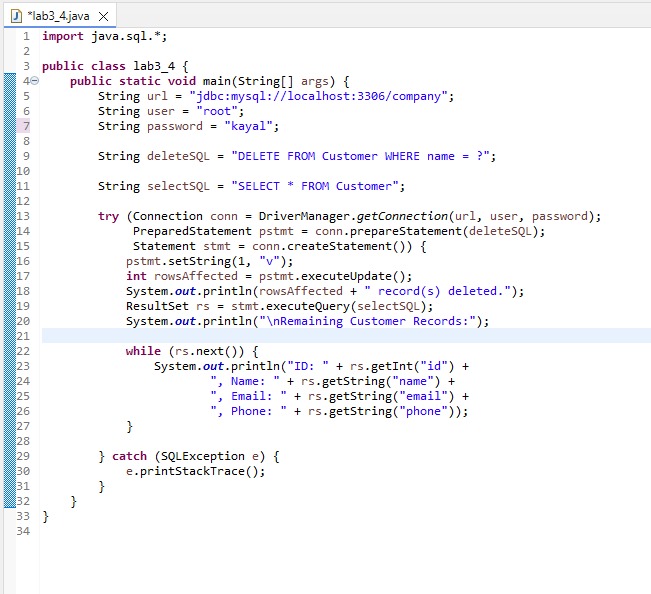 *lab3_4.java
1 import java.sql.*;
2
3 public class lab3_4 {
4 public static void main(String[] args) {
5 String url = "jdbc:mysql://localhost:3306/company";
6 String user = "root";
7 String password = "kayal";
8
9 String deleteSQL = "DELETE FROM Customer WHERE name = ?";
10
11 String selectSQL = "SELECT * FROM Customer";
12
13 try (Connection conn = DriverManager.getConnection(url, user, password);
14 PreparedStatement pstmt = conn.prepareStatement(deleteSQL);
15 Statement stmt = conn.createStatement()) {
16 pstmt.setString(1, "v");
17 int rowsAffected = pstmt.executeUpdate();
18 System.out.println(rowsAffected + " record(s) deleted.");
19 ResultSet rs = stmt.executeQuery(selectSQL);
20 System.out.println("\nRemaining Customer Records:");
21
22 while (rs.next()) {
23 System.out.println("ID: " + rs.getInt("id") +
24 ", Name: " + rs.getString("name") +
25 ", Email: " + rs.getString("email") +
26 ", Phone: " + rs.getString("phone"));
27 }
28
29 } catch (SQLException e) {
30 e.printStackTrace();
31 }
32 }
33 }
34